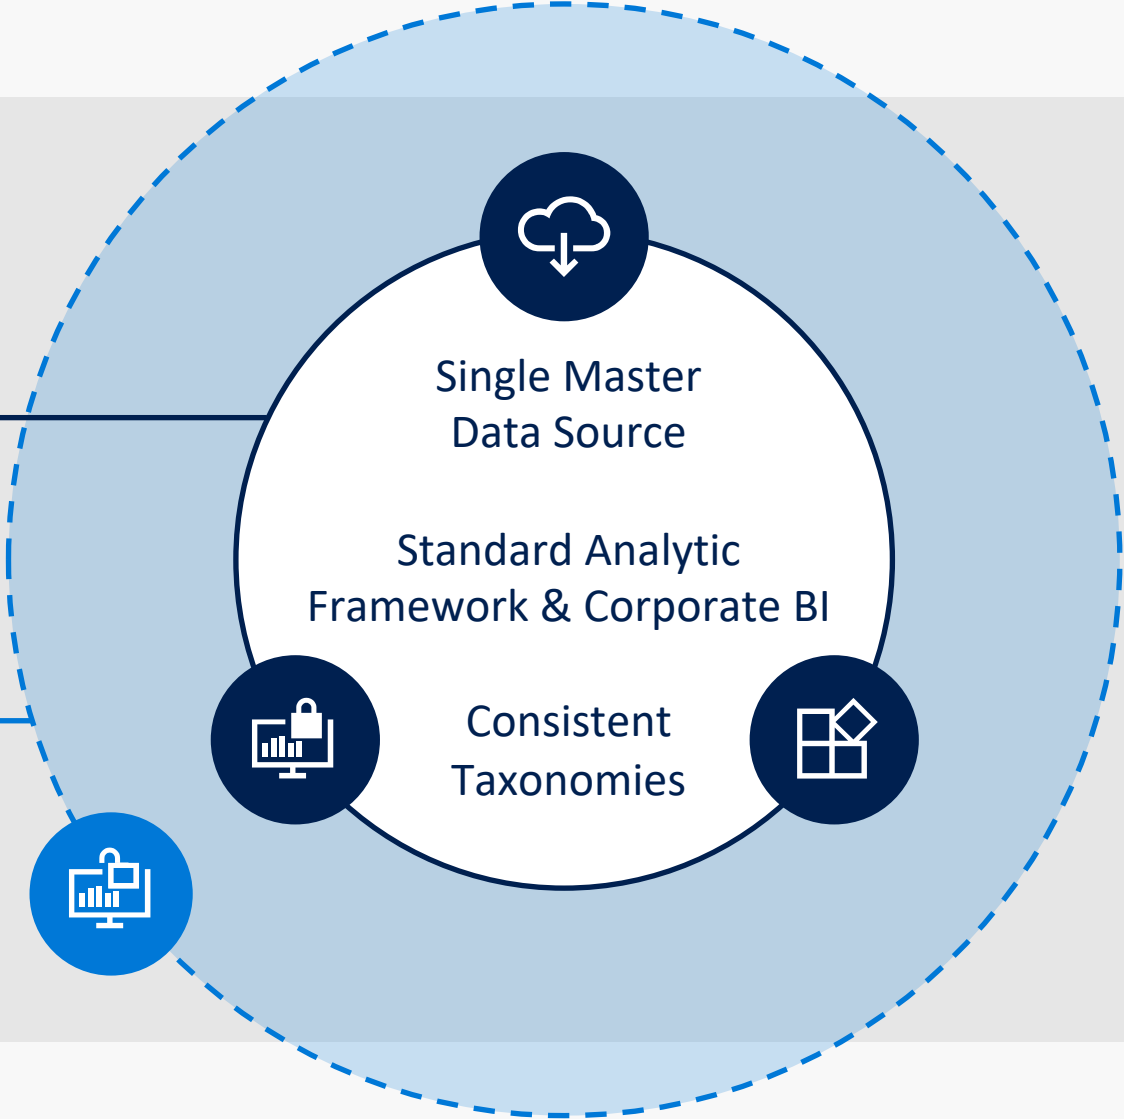 Single Master
Data Source
Standard Analytic
Framework & Corporate BI
Consistent
Taxonomies